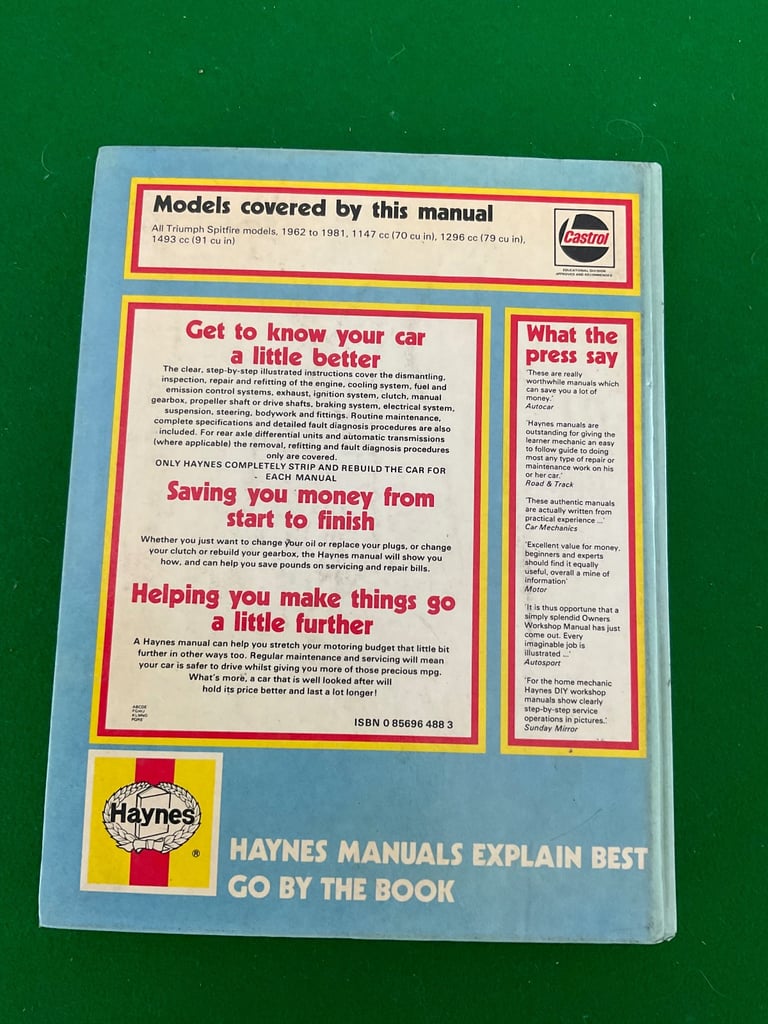 Models covered by this manual
All Triumph Spitfire models, 1962 to 1981, 1147 cc (70 cu in), 1296 cc (79 cu in),
1493 cc (91 cu in)
Castrol
EDUCATIONAL DIVISION
APPROVED AND RECOMMENDED
Get to know your car
a little better
The clear, step-by-step illustrated instructions cover the dismantling,
inspection, repair and refitting of the engine, cooling system, fuel and
emission control systems, exhaust, ignition system, clutch, manual
gearbox, propeller shaft or drive shafts, braking system, electrical system,
suspension, steering, bodywork and fittings. Routine maintenance,
complete specifications and detailed fault diagnosis procedures are also
included. For rear axle differential units and automatic transmissions
(where applicable) the removal, refitting and fault diagnosis procedures
only are covered.
ONLY HAYNES COMPLETELY STRIP AND REBUILD THE CAR FOR
EACH MANUAL
Saving you money from
start to finish
Whether you just want to change your oil or replace your plugs, or change
your clutch or rebuild your gearbox, the Haynes manual will show you
how, and can help you save pounds on servicing and repair bills.
Helping you make things go
a little further
A Haynes manual can help you stretch your motoring budget that little bit
further in other ways too. Regular maintenance and servicing will mean
your car is safer to drive whilst giving you more of those precious mpg.
What's more, a car that is well looked after will
hold its price better and last a lot longer!
ABCDE
ISBN 0 85696 488 3
What the
press say
'These are really
worthwhile manuals which
can save you a lot of
money.'
Autocar
'Haynes manuals are
outstanding for giving the
learner mechanic an easy
to follow guide to doing
most any type of repair or
maintenance work on his
or her car.'
Road & Track
'These authentic manuals
are actually written from
practical experience ...'
Car Mechanics
'Excellent value for money,
beginners and experts
should find it equally
useful, overall a mine of
information'
Motor
'It is thus opportune that a
simply splendid Owners
Workshop Manual has just
come out. Every
imaginable job is
illustrated ...'
Autosport
'For the home mechanic
Haynes DIY workshop
manuals show clearly
step-by-step service
operations in pictures.'
Sunday Mirror
Haynes
®
HAYNES MANUALS EXPLAIN BEST
GO BY THE BOOK